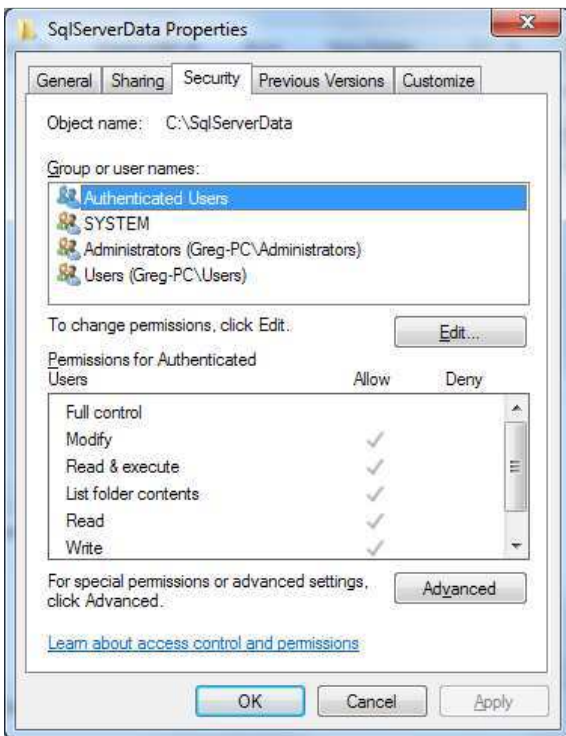 SqlServerData Properties
General Sharing Security Previous Versions Customize
Object name: C:\SqlServerData
Group or user names:
Authenticated Users
SYSTEM
Administrators (Greg-PC\Administrators)
Users (Greg-PC\Users)
To change permissions, click Edit.
Edit...
Permissions for Authenticated
Users Allow Deny
Full control
Modify
Read & execute
List folder contents
Read
Write
For special permissions or advanced settings,
click Advanced.
Advanced
Learn about access control and permissions
OK Cancel Apply